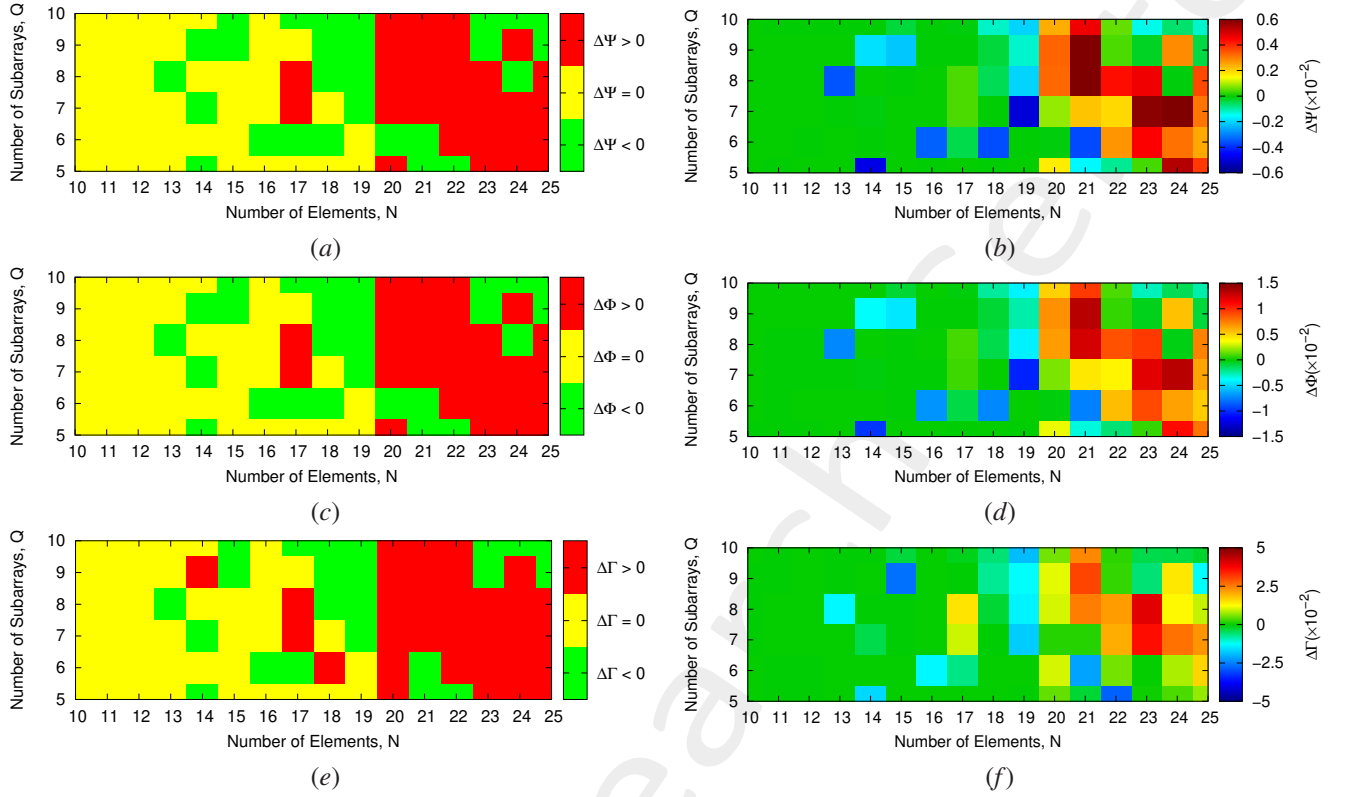 Number of Subarrays, Q
10
9
8
7
6
5
10 11 12 13 14 15 16 17 18 19 20 21 22 23 24 25
Number of Elements, N
ΔΨ > 0
ΔΨ = 0
ΔΨ < 0
(a)
Number of Subarrays, Q
10
9
8
7
6
5
10 11 12 13 14 15 16 17 18 19 20 21 22 23 24 25
Number of Elements, N
0.6
0.4
0.2
0
−0.2
−0.4
−0.6
ΔΨ(×10−2)
(b)
Number of Subarrays, Q
10
9
8
7
6
5
10 11 12 13 14 15 16 17 18 19 20 21 22 23 24 25
Number of Elements, N
ΔΦ > 0
ΔΦ = 0
ΔΦ < 0
(c)
Number of Subarrays, Q
10
9
8
7
6
5
10 11 12 13 14 15 16 17 18 19 20 21 22 23 24 25
Number of Elements, N
1.5
1
0.5
0
−0.5
−1
−1.5
ΔΦ(×10−2)
(d)
Number of Subarrays, Q
10
9
8
7
6
5
10 11 12 13 14 15 16 17 18 19 20 21 22 23 24 25
Number of Elements, N
ΔΓ > 0
ΔΓ = 0
ΔΓ < 0
(e)
Number of Subarrays, Q
10
9
8
7
6
5
10 11 12 13 14 15 16 17 18 19 20 21 22 23 24 25
Number of Elements, N
5
2.5
0
−2.5
−5
ΔΓ(×10−2)
(f)